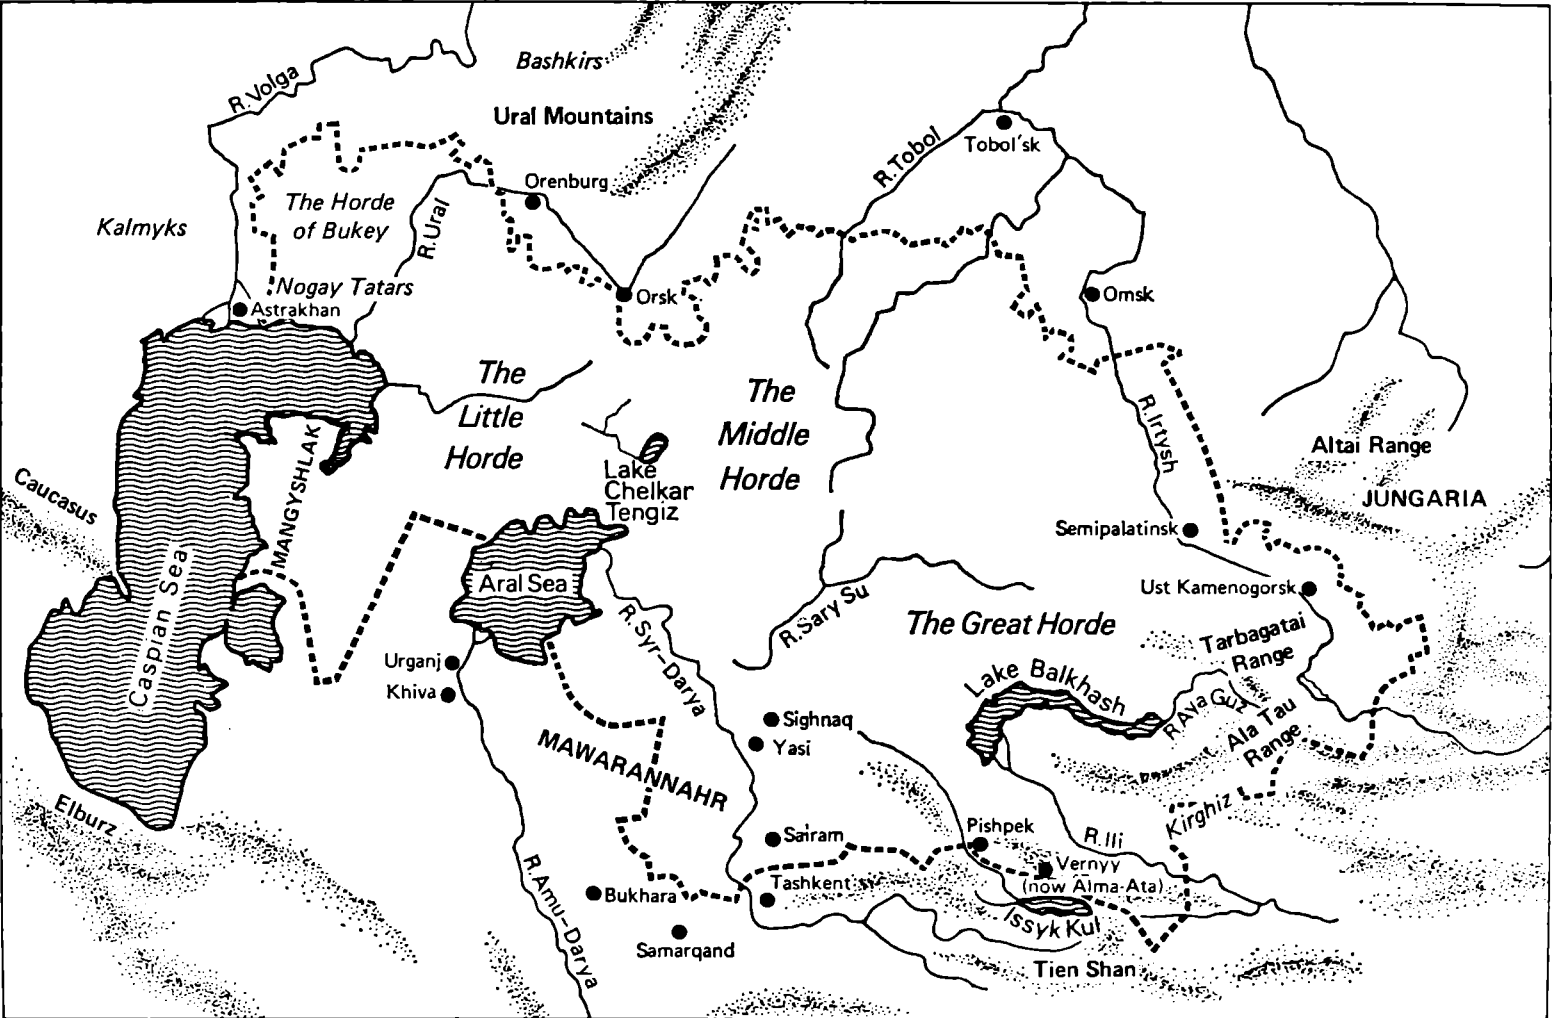 Bashkirs
R.Volga
Ural Mountains
R.Tobol
Tobol'sk
Orenburg
The Horde
of Bukey
Kalmyks
R.Ural
Nogay Tatars
Astrakhan
Orsk
Omsk
The
Little
Horde
The
Middle
Horde
R.Irtysh
Altai Range
JUNGARIA
MANGYSHLAK
Lake
Chelkar
Tengiz
Caucasus
Semipalatinsk
Caspian Sea
Aral Sea
Ust Kamenogorsk
R.Syr-Darya
R.Sary Su
The Great Horde
Tarbagatai
Range
Urganj
Khiva
Lake Balkhash
R Aya Guz
Ala Tau
Range
Sighnaq
Yasi
MAWARANNAHR
Elburz
Kirghiz
Sairam
Pishpek
R.Ili
Vernyy
(now Alma-Ata)
Tashkent
Bukhara
R.Amu-Darya
Issyk Kul
Samarqand
Tien Shan